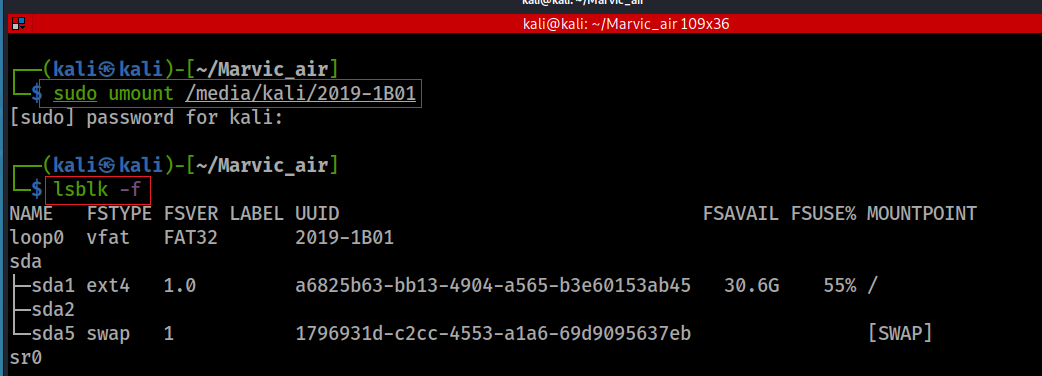 kali@kali: ~/Marvic_air
kali@kali: ~/Marvic_air 109x36
┌──(kali㉿kali)-[~/Marvic_air]
└─$ sudo umount /media/kali/2019-1B01
[sudo] password for kali:
┌──(kali㉿kali)-[~/Marvic_air]
└─$ lsblk -f
NAME   FSTYPE FSVER LABEL UUID                                 FSAVAIL FSUSE% MOUNTPOINT
loop0  vfat   FAT32       2019-1B01
sda
├─sda1 ext4   1.0         a6825b63-bb13-4904-a565-b3e60153ab45   30.6G    55% /
├─sda2
└─sda5 swap   1           1796931d-c2cc-4553-a1a6-69d9095637eb                [SWAP]
sr0